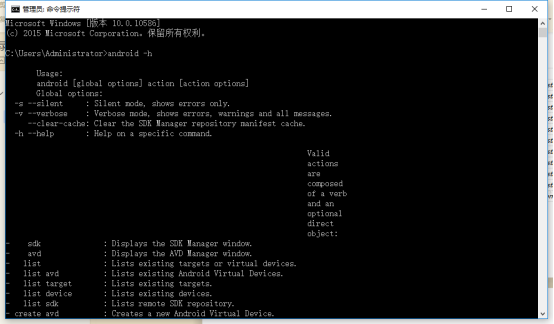 管理员: 命令提示符
Microsoft Windows [版本 10.0.10586]
(c) 2015 Microsoft Corporation。保留所有权利。
C:\Users\Administrator>android -h
Usage:
android [global options] action [action options]
Global options:
-s --silent : Silent mode, shows errors only.
-v --verbose : Verbose mode, shows errors, warnings and all messages.
--clear-cache: Clear the SDK Manager repository manifest cache.
-h --help : Help on a specific command.
Valid
actions
are
composed
of a verb
and an
optional
direct
object:
- sdk : Displays the SDK Manager window.
- avd : Displays the AVD Manager window.
- list : Lists existing targets or virtual devices.
- list avd : Lists existing Android Virtual Devices.
- list target : Lists existing targets.
- list device : Lists existing devices.
- list sdk : Lists remote SDK repository.
- create avd : Creates a new Android Virtual Device.